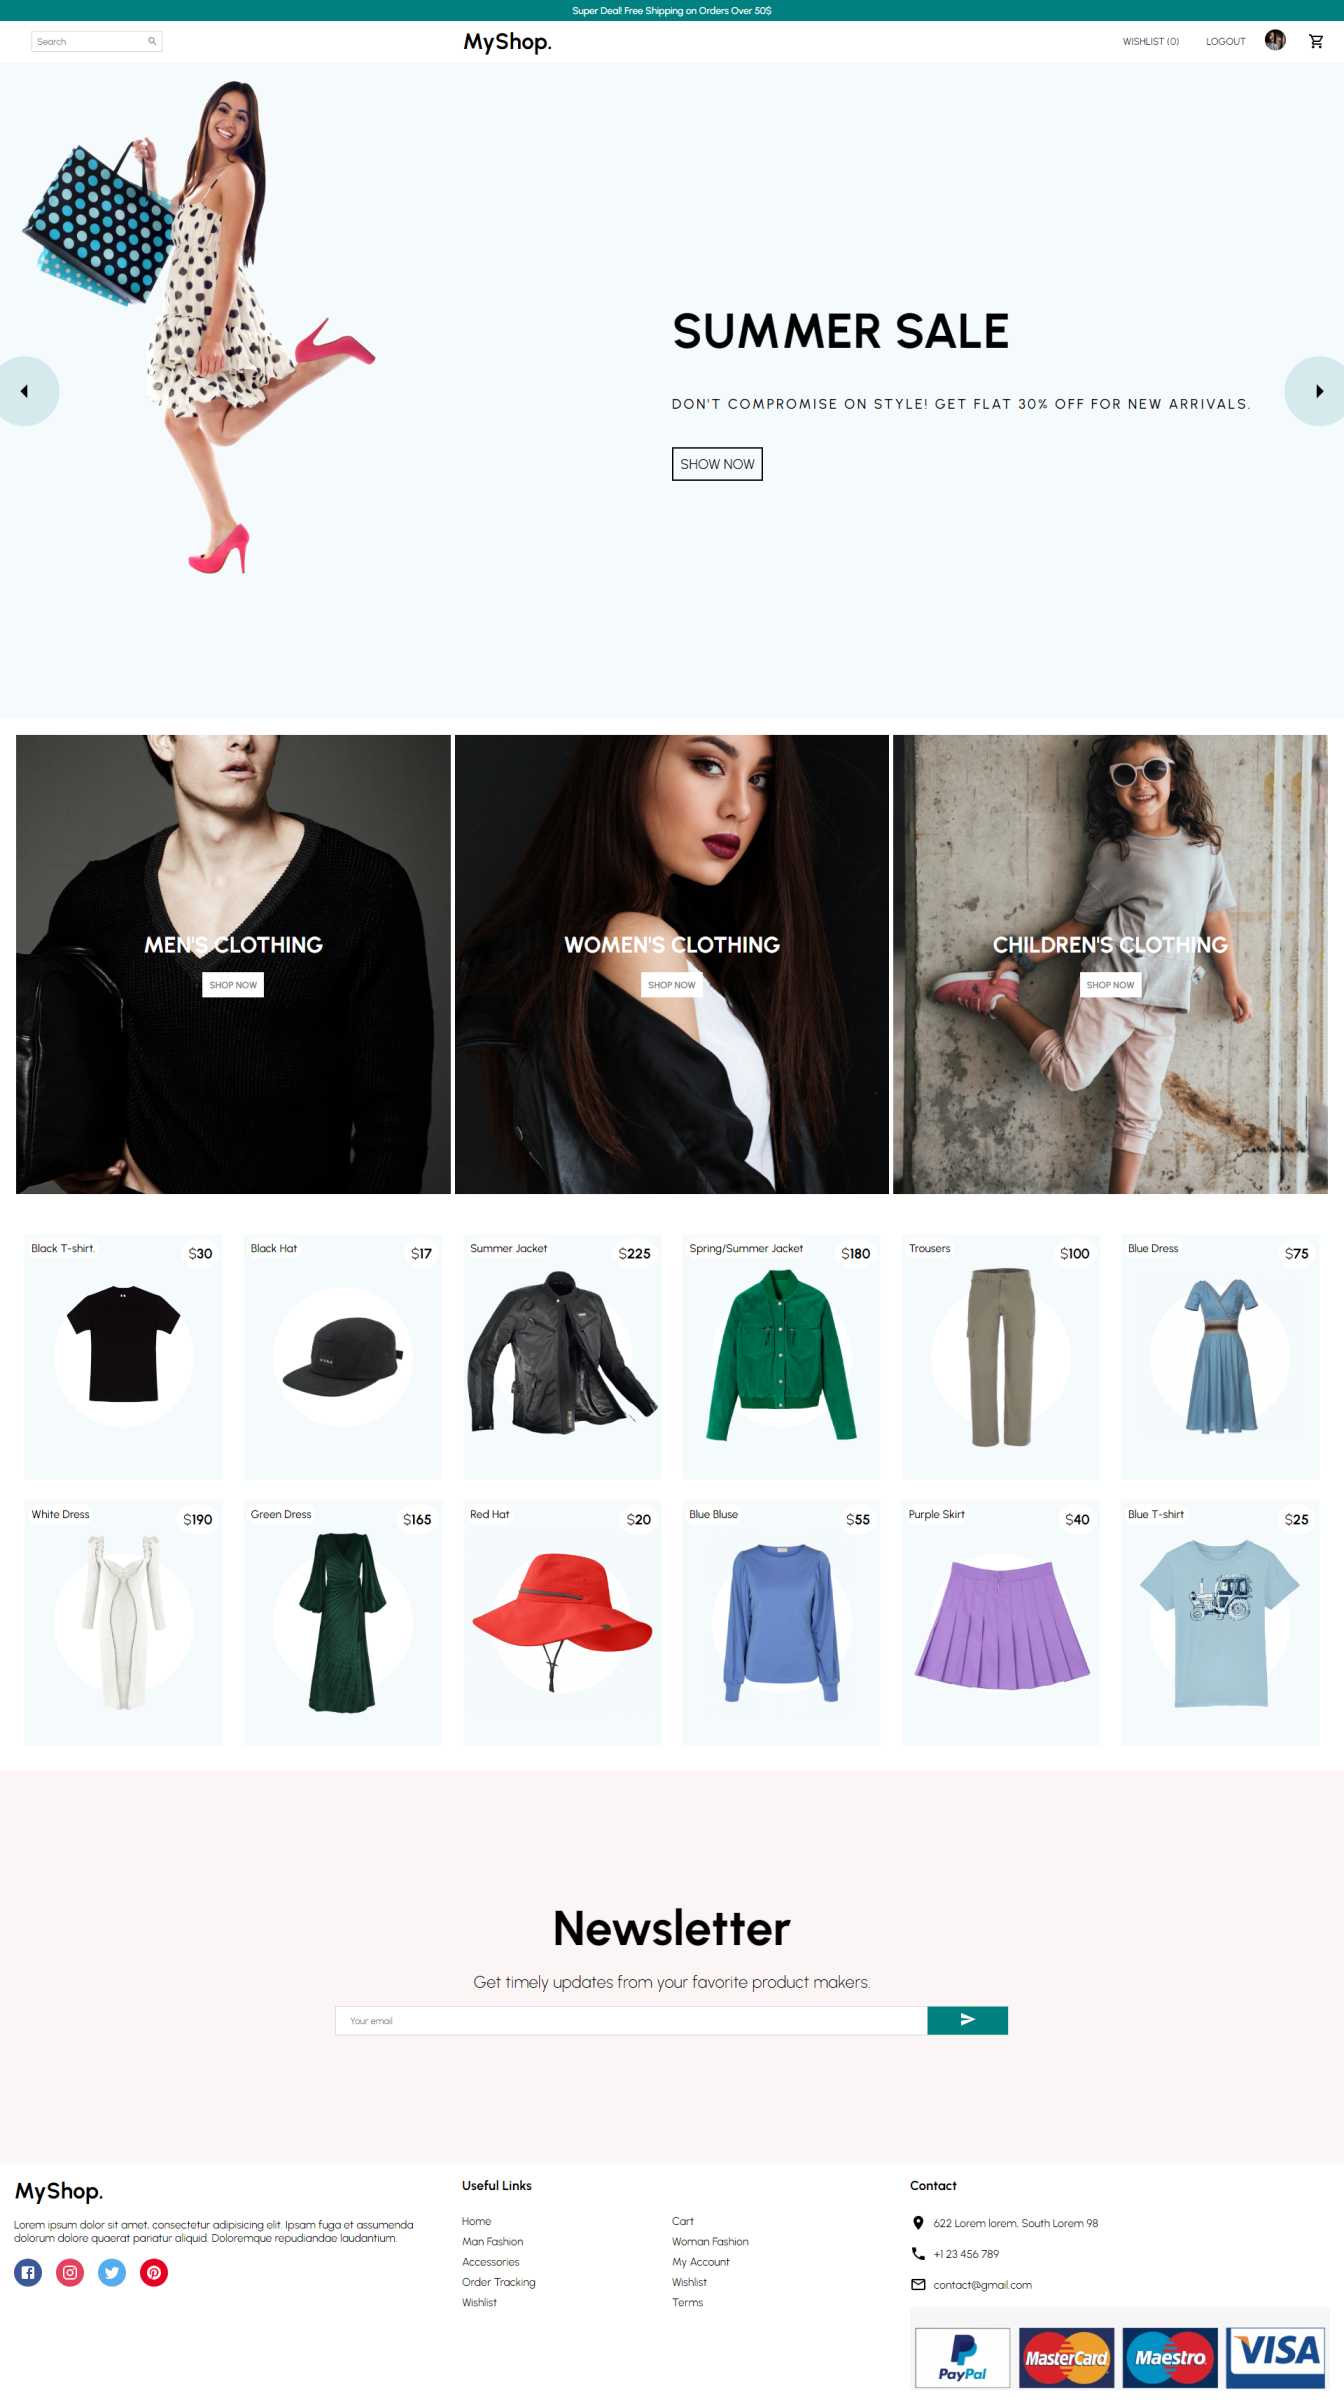 Super Deal! Free Shipping on Orders Over 50$
Search
MyShop.
WISHLIST (0)
LOGOUT
SUMMER SALE
DON'T COMPROMISE ON STYLE! GET FLAT 30% OFF FOR NEW ARRIVALS.
SHOW NOW
MEN'S CLOTHING
SHOP NOW
WOMEN'S CLOTHING
SHOP NOW
CHILDREN'S CLOTHING
SHOP NOW
Black T-shirt.
$30
Black Hat
$17
Summer Jacket
$225
Spring/Summer Jacket
$180
Trousers
$100
Blue Dress
$75
White Dress
$190
Green Dress
$165
Red Hat
$20
Blue Bluse
$55
Purple Skirt
$40
Blue T-shirt
$25
Newsletter
Get timely updates from your favorite product makers.
Your email
MyShop.
Lorem ipsum dolor sit amet, consectetur adipisicing elit. Ipsam fuga et assumenda
dolorum dolore quaerat pariatur aliquid. Doloremque repudiandae laudantium.
Useful Links
Home
Cart
Man Fashion
Woman Fashion
Accessories
My Account
Order Tracking
Wishlist
Wishlist
Terms
Contact
622 Lorem lorem, South Lorem 98
+1 23 456 789
contact@gmail.com
PayPal
MasterCard
Maestro
VISA